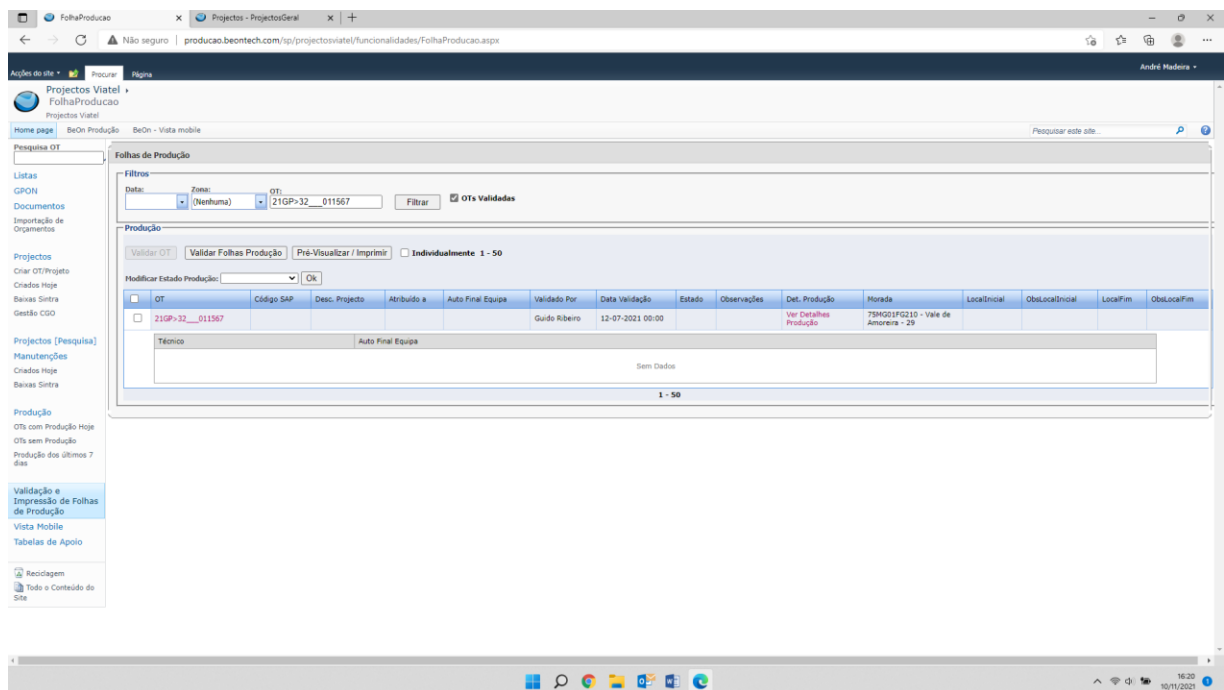 FolhaProducao
Projectos - ProjectosGeral
Não seguro
producao.beontech.com/sp/projectosviatel/funcionalidades/FolhaProducao.aspx
André Madeira
Acções do site
Procurar
Página
Projectos Viatel
FolhaProducao
Projectos Viatel
Home page
BeOn Produção
BeOn - Vista mobile
Pesquisar este site...
Pesquisa OT
Listas
GPON
Documentos
Importação de
Orçamentos
Projectos
Criar OT/Projeto
Criados Hoje
Baixas Sintra
Gestão CGO
Projectos [Pesquisa]
Manutenções
Criados Hoje
Baixas Sintra
Produção
OTs com Produção Hoje
OTs sem Produção
Produção dos últimos 7
dias
Validação e
Impressão de Folhas
de Produção
Vista Mobile
Tabelas de Apoio
Reciclagem
Todo o Conteúdo do
Site
Folhas de Produção
Filtros
Data: Zona: OT:
(Nenhuma) 21GP>32___011567 Filtrar OTs Validadas
Produção
Validar OT Validar Folhas Produção Pré-Visualizar / Imprimir Individualmente 1 - 50
Modificar Estado Produção: Ok
OT Código SAP Desc. Projecto Atribuído a Auto Final Equipa Validado Por Data Validação Estado Observações Det. Produção Morada LocalInicial ObsLocalInicial LocalFim ObsLocalFim
21GP>32___011567 Guido Ribeiro 12-07-2021 00:00 Ver Detalhes Produção 75MG01FG210 - Vale de Amoreira - 29
Técnico Auto Final Equipa
Sem Dados
1 - 50
16:20
10/11/2021